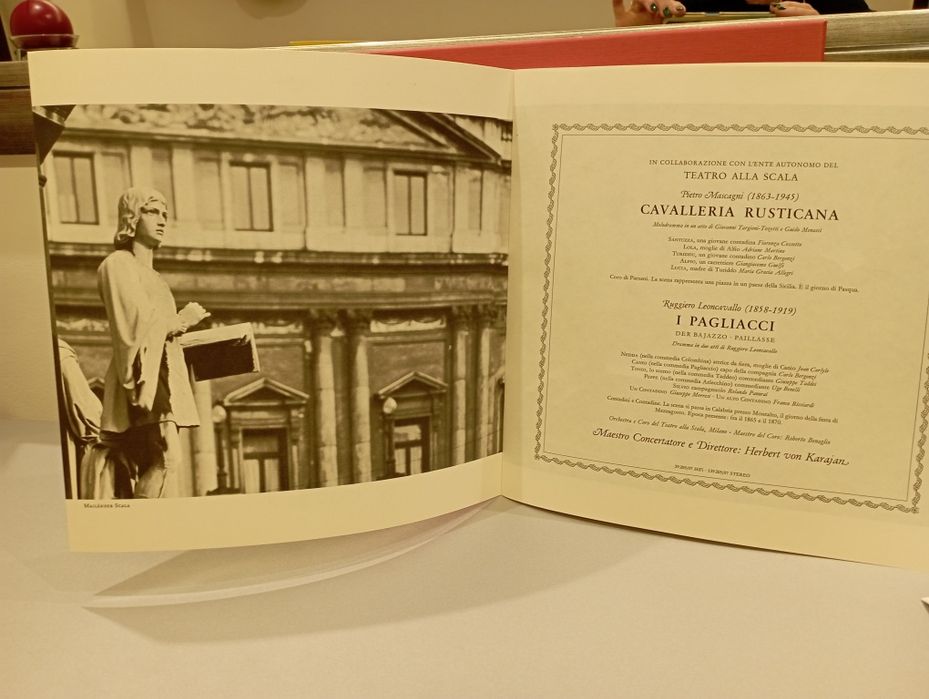 MAILÄNDER SCALA
IN COLLABORAZIONE CON L'ENTE AUTONOMO DEL
TEATRO ALLA SCALA
Pietro Mascagni (1863-1945)
CAVALLERIA RUSTICANA
Melodramma in un atto di Giovanni Targioni-Tozzetti e Guido Menasci
SANTUZZA, una giovane contadina Fiorenza Cossotto
LOLA, moglie di Alfio Adriane Martino
TURIDDU, un giovane contadino Carlo Bergonzi
ALFIO, un carrettiere Giangiacomo Guelfi
LUCIA, madre di Turiddu Maria Gracia Allegri
Coro di Paesani. La scena rappresenta una piazza in un paese della Sicilia. È il giorno di Pasqua.
Ruggiero Leoncavallo (1858-1919)
I PAGLIACCI
DER BAJAZZO · PAILLASSE
Dramma in due atti di Ruggiero Leoncavallo
NEDDA (nella commedia Colombina) attrice da fiera, moglie di Canio Joan Carlyle
CANIO (nella commedia Pagliaccio) capo della compagnia Carlo Bergonzi
TONIO, lo scemo (nella commedia Taddeo) commediante Giuseppe Taddei
PEPPE (nella commedia Arlecchino) commediante Ugo Benelli
SILVIO campagnuolo Rolando Panerai
UN CONTADINO Giuseppe Moresi · UN ALTO CONTADINO Franco Ricciardi
Contadini e Contadine. La scena si passa in Calabria presso Montalto, il giorno della fiera di
Mezzagosto. Epoca presente: fra il 1865 e il 1870.
Orchestra e Coro del Teatro alla Scala, Milano - Maestro del Coro: Roberto Benaglio
Maestro Concertatore e Direttore: Herbert von Karajan
STEREO